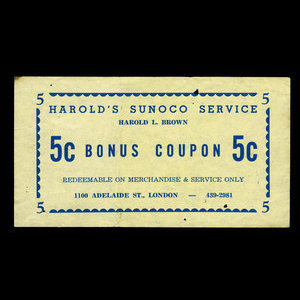 5 5
HAROLD'S SUNOCO SERVICE
HAROLD L. BROWN
5c BONUS COUPON 5c
REDEEMABLE ON MERCHANDISE & SERVICE ONLY
1100 ADELAIDE ST., LONDON — 439-2981
5 5